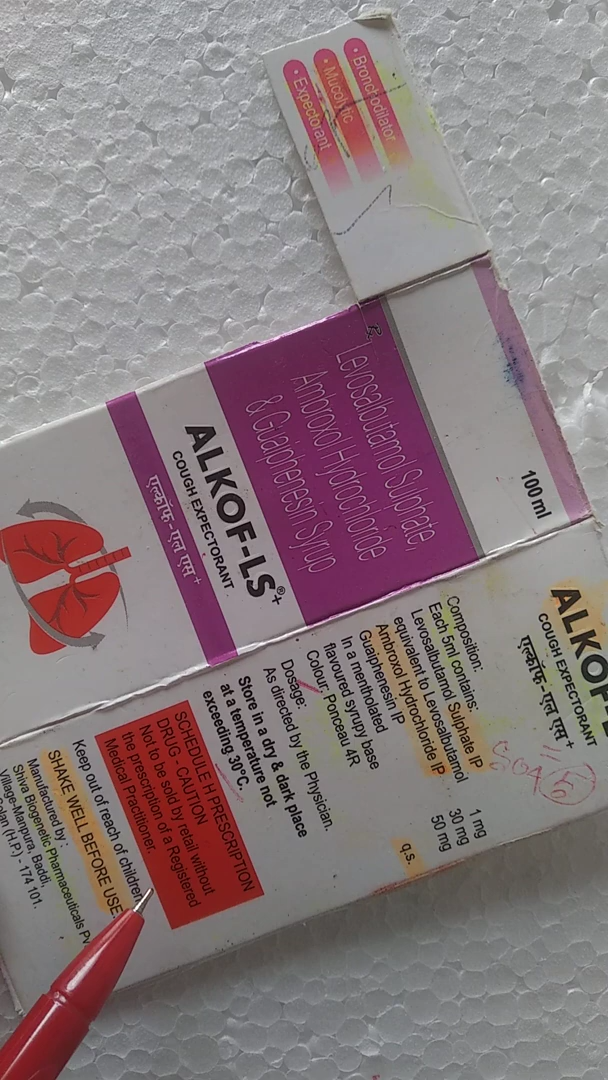 • Bronchodilator
• Mucolytic
• Expectorant
100 ml
Levosalbutamol Sulphate,
Ambroxol Hydrochloride
& Guaiphenesin Syrup
ALKOF-LS®+
COUGH EXPECTORANT
एल्कॉफ-एल एस+
ALKOF-L
COUGH EXPECTORANT
एल्कॉफ-एल एस+
Composition:
Each 5ml contains:
Levosalbutamol Sulphate IP
equivalent to Levosalbutamol 1 mg
Ambroxol Hydrochloride IP 30 mg
Guaiphenesin IP 50 mg
In a mentholated
flavoured syrupy base q.s.
Colour: Ponceau 4R
Dosage:
As directed by the Physician.
Store in a dry & dark place
at a temperature not
exceeding 30°C.
SCHEDULE H PRESCRIPTION
DRUG - CAUTION
Not to be sold by retail without
the prescription of a Registered
Medical Practitioner.
Keep out of reach of children
SHAKE WELL BEFORE USE
Manufactured by :
Shiva Biogenetic Pharmaceuticals Pv
Village-Manpura, Baddi,
Solan (H.P.) - 174 101.